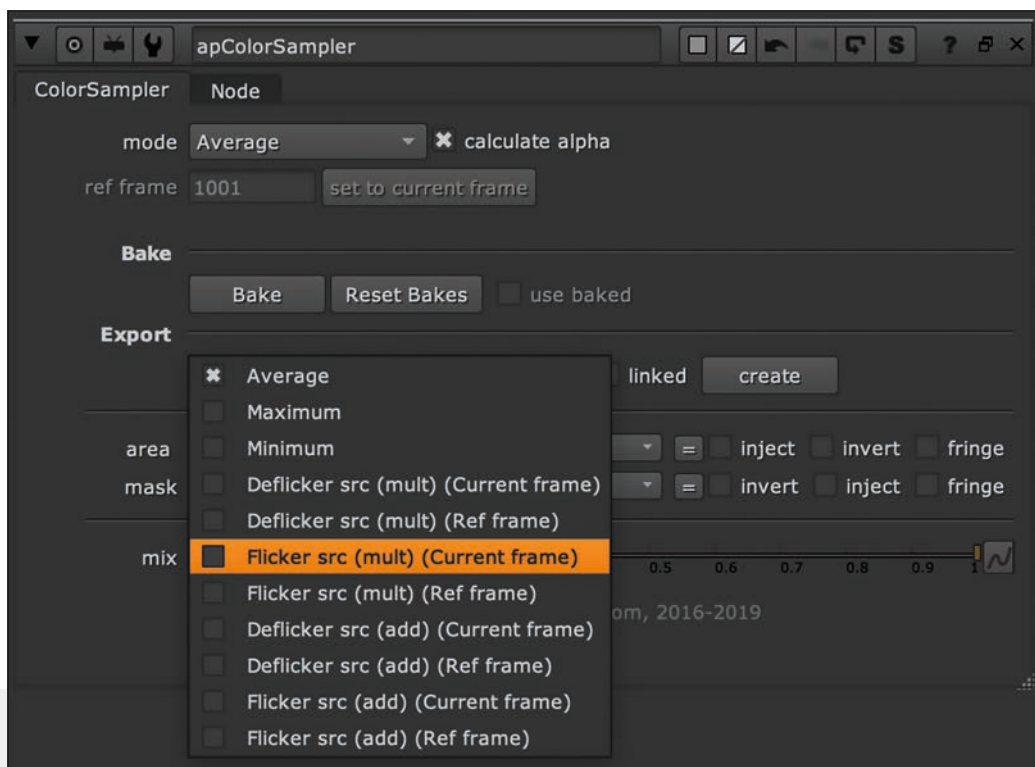 apColorSampler S ? ×
ColorSampler Node
mode Average calculate alpha
ref frame 1001 set to current frame
Bake
Bake Reset Bakes use baked
Export
linked create
area = inject invert fringe
mask = invert inject fringe
mix 0.5 0.6 0.7 0.8 0.9 1
om, 2016-2019
Average
Maximum
Minimum
Deflicker src (mult) (Current frame)
Deflicker src (mult) (Ref frame)
Flicker src (mult) (Current frame)
Flicker src (mult) (Ref frame)
Deflicker src (add) (Current frame)
Deflicker src (add) (Ref frame)
Flicker src (add) (Current frame)
Flicker src (add) (Ref frame)